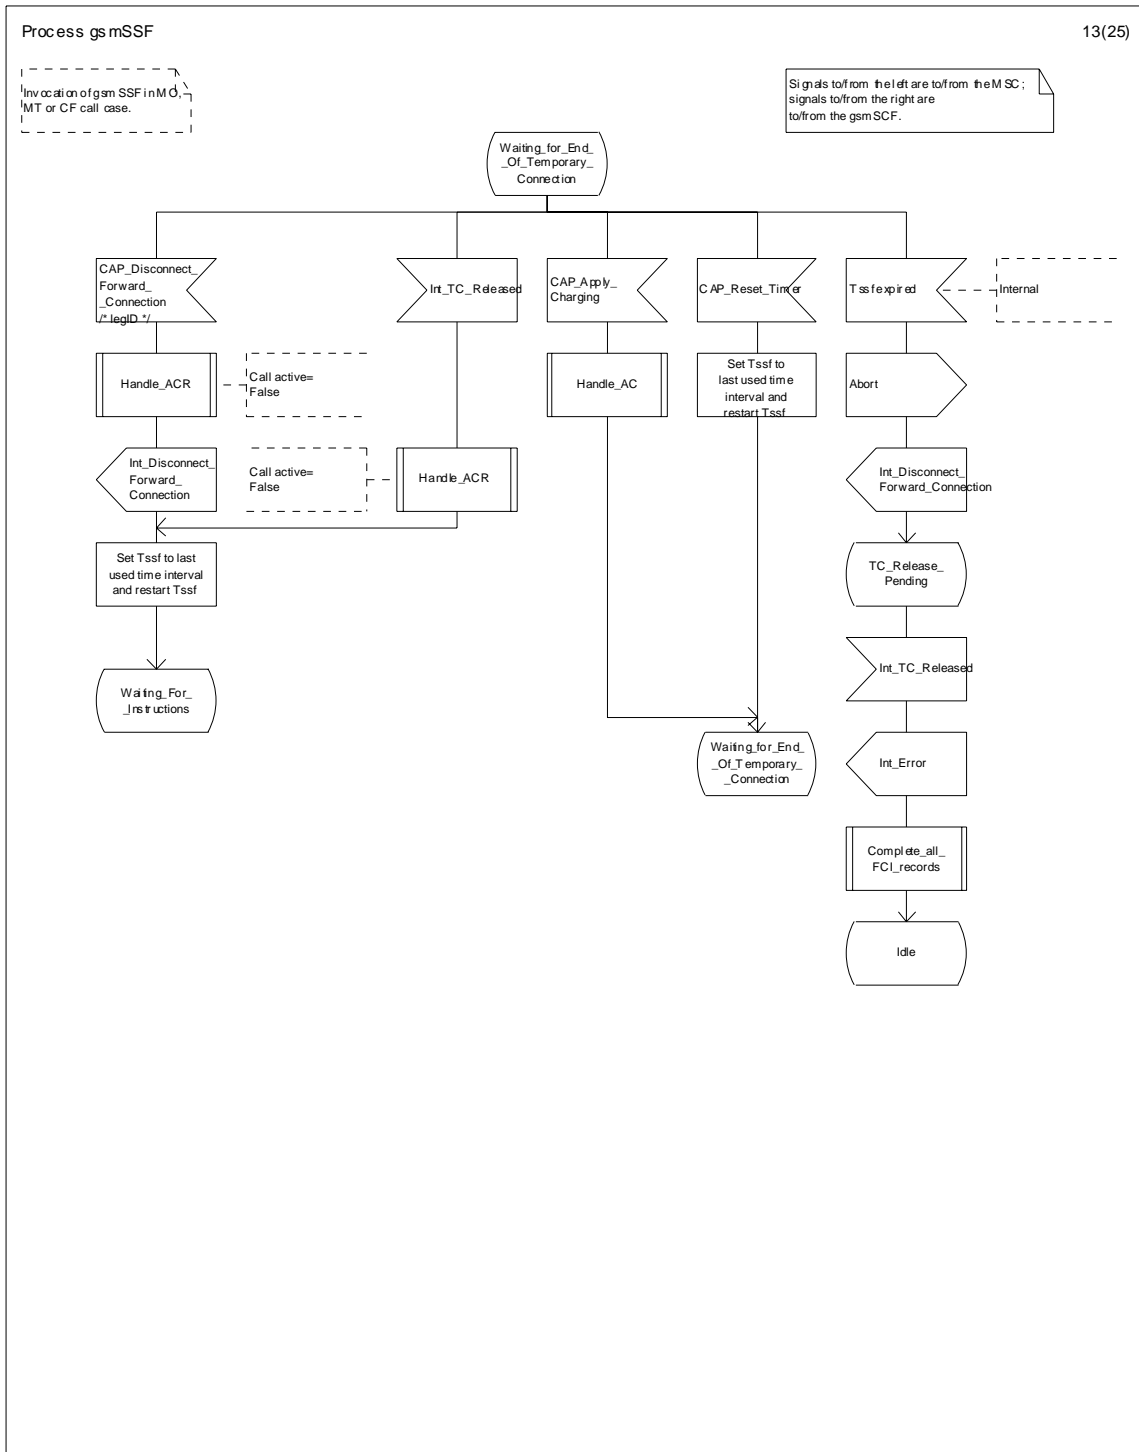 Process gsmSSF
13(25)
Invocation of gsm SSF in MO,
MT or CF call case.
Signals to/from the left are to/from the MSC;
signals to/from the right are
to/from the gsmSCF.
Waiting_for_End_
_Of_Temporary_
_Connection
CAP_Disconnect_
Forward_
_Connection
/* legID */
Int_TC_Released
CAP_Apply_
Charging
CAP_Reset_Timer
Tssf expired
Internal
Handle_ACR
Call active=
False
Handle_AC
Set Tssf to
last used time
interval and
restart Tssf
Abort
Int_Disconnect_
Forward_
Connection
Call active=
False
Handle_ACR
Int_Disconnect_
Forward_Connection
Set Tssf to last
used time interval
and restart Tssf
TC_Release_
Pending
Int_TC_Released
Waiting_For_
_Instructions
Waiting_for_End_
_Of_Temporary_
_Connection
Int_Error
Complete_all_
FCI_records
Idle